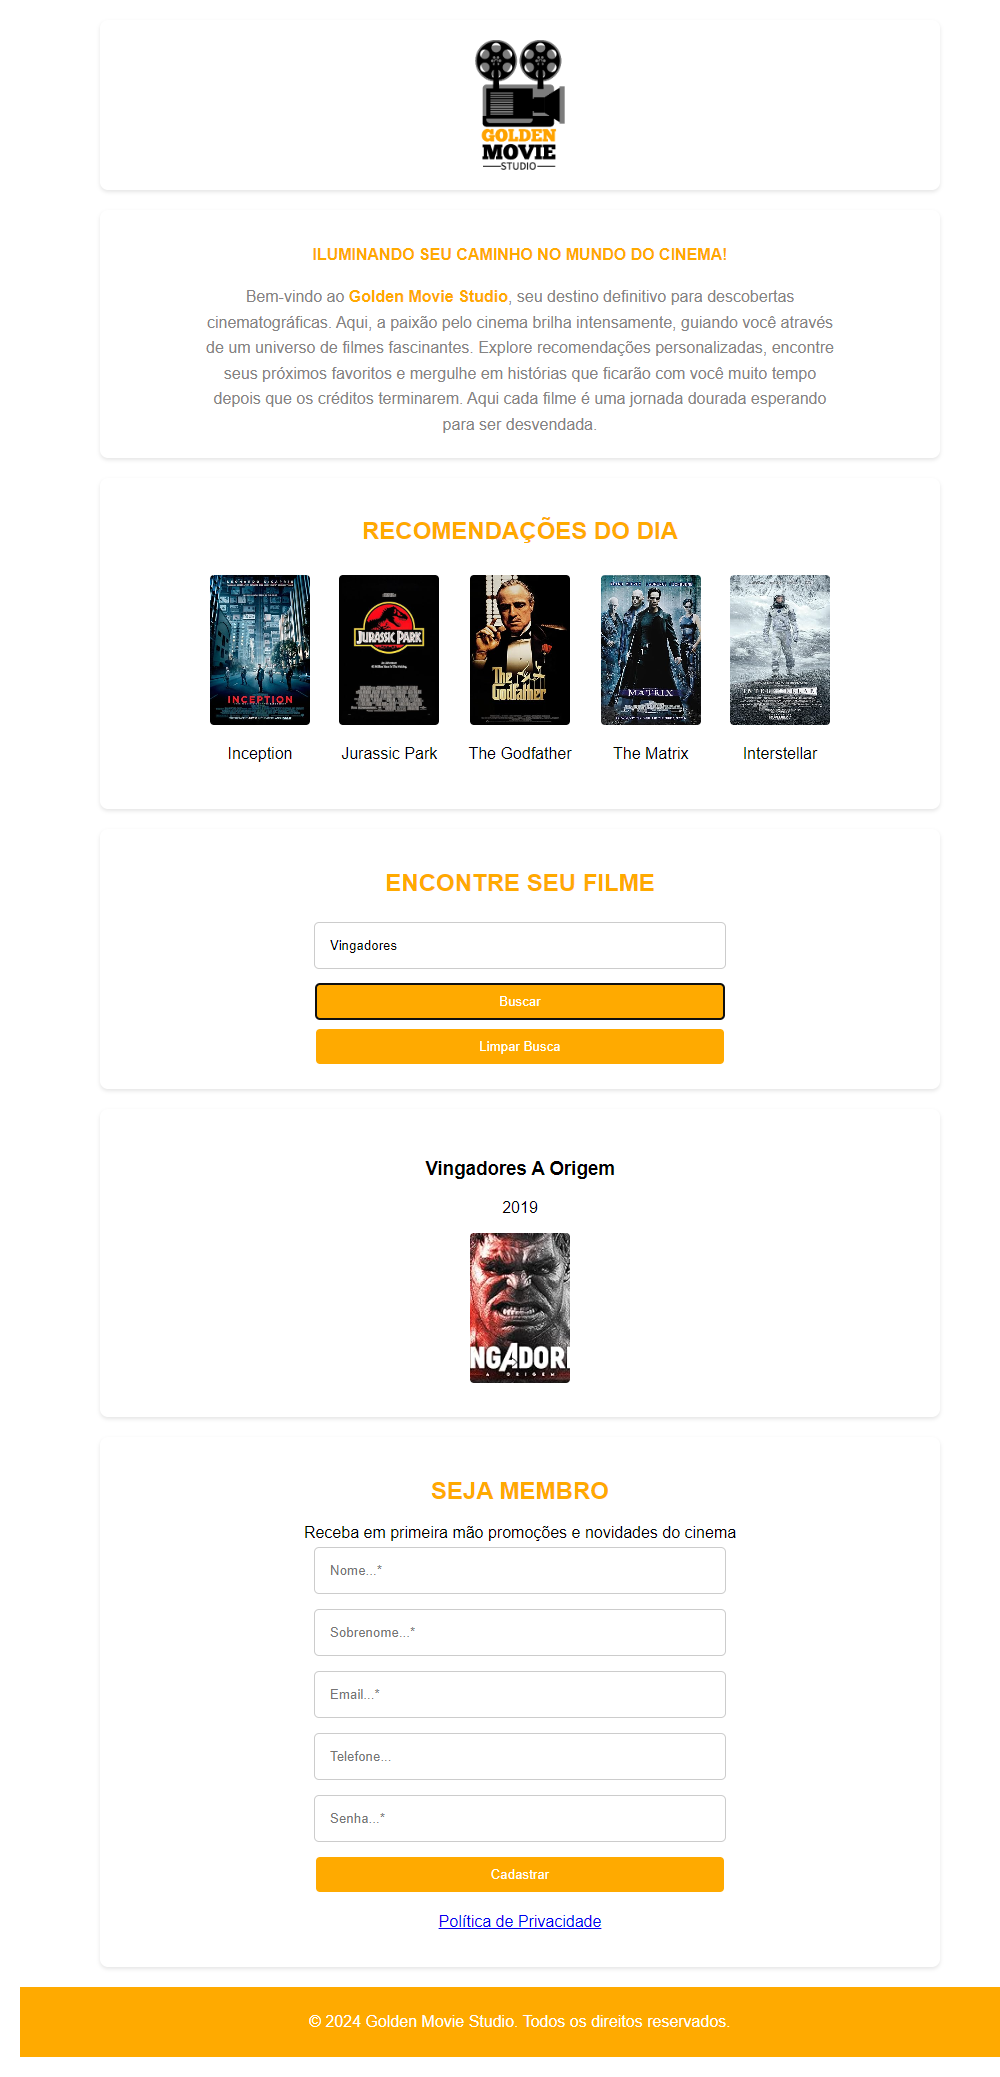 GOLDEN
MOVIE
STUDIO
ILUMINANDO SEU CAMINHO NO MUNDO DO CINEMA!
Bem-vindo ao Golden Movie Studio, seu destino definitivo para descobertas
cinematográficas. Aqui, a paixão pelo cinema brilha intensamente, guiando você através
de um universo de filmes fascinantes. Explore recomendações personalizadas, encontre
seus próximos favoritos e mergulhe em histórias que ficarão com você muito tempo
depois que os créditos terminarem. Aqui cada filme é uma jornada dourada esperando
para ser desvendada.
RECOMENDAÇÕES DO DIA
INCEPTION
JURASSIC PARK
The
Godfather
MATRIX
INTERSTELLAR
Inception
Jurassic Park
The Godfather
The Matrix
Interstellar
ENCONTRE SEU FILME
Vingadores
Buscar
Limpar Busca
Vingadores A Origem
2019
NGADOR
A ORIGEM
SEJA MEMBRO
Receba em primeira mão promoções e novidades do cinema
Nome...*
Sobrenome...*
Email...*
Telefone...
Senha...*
Cadastrar
Política de Privacidade
© 2024 Golden Movie Studio. Todos os direitos reservados.